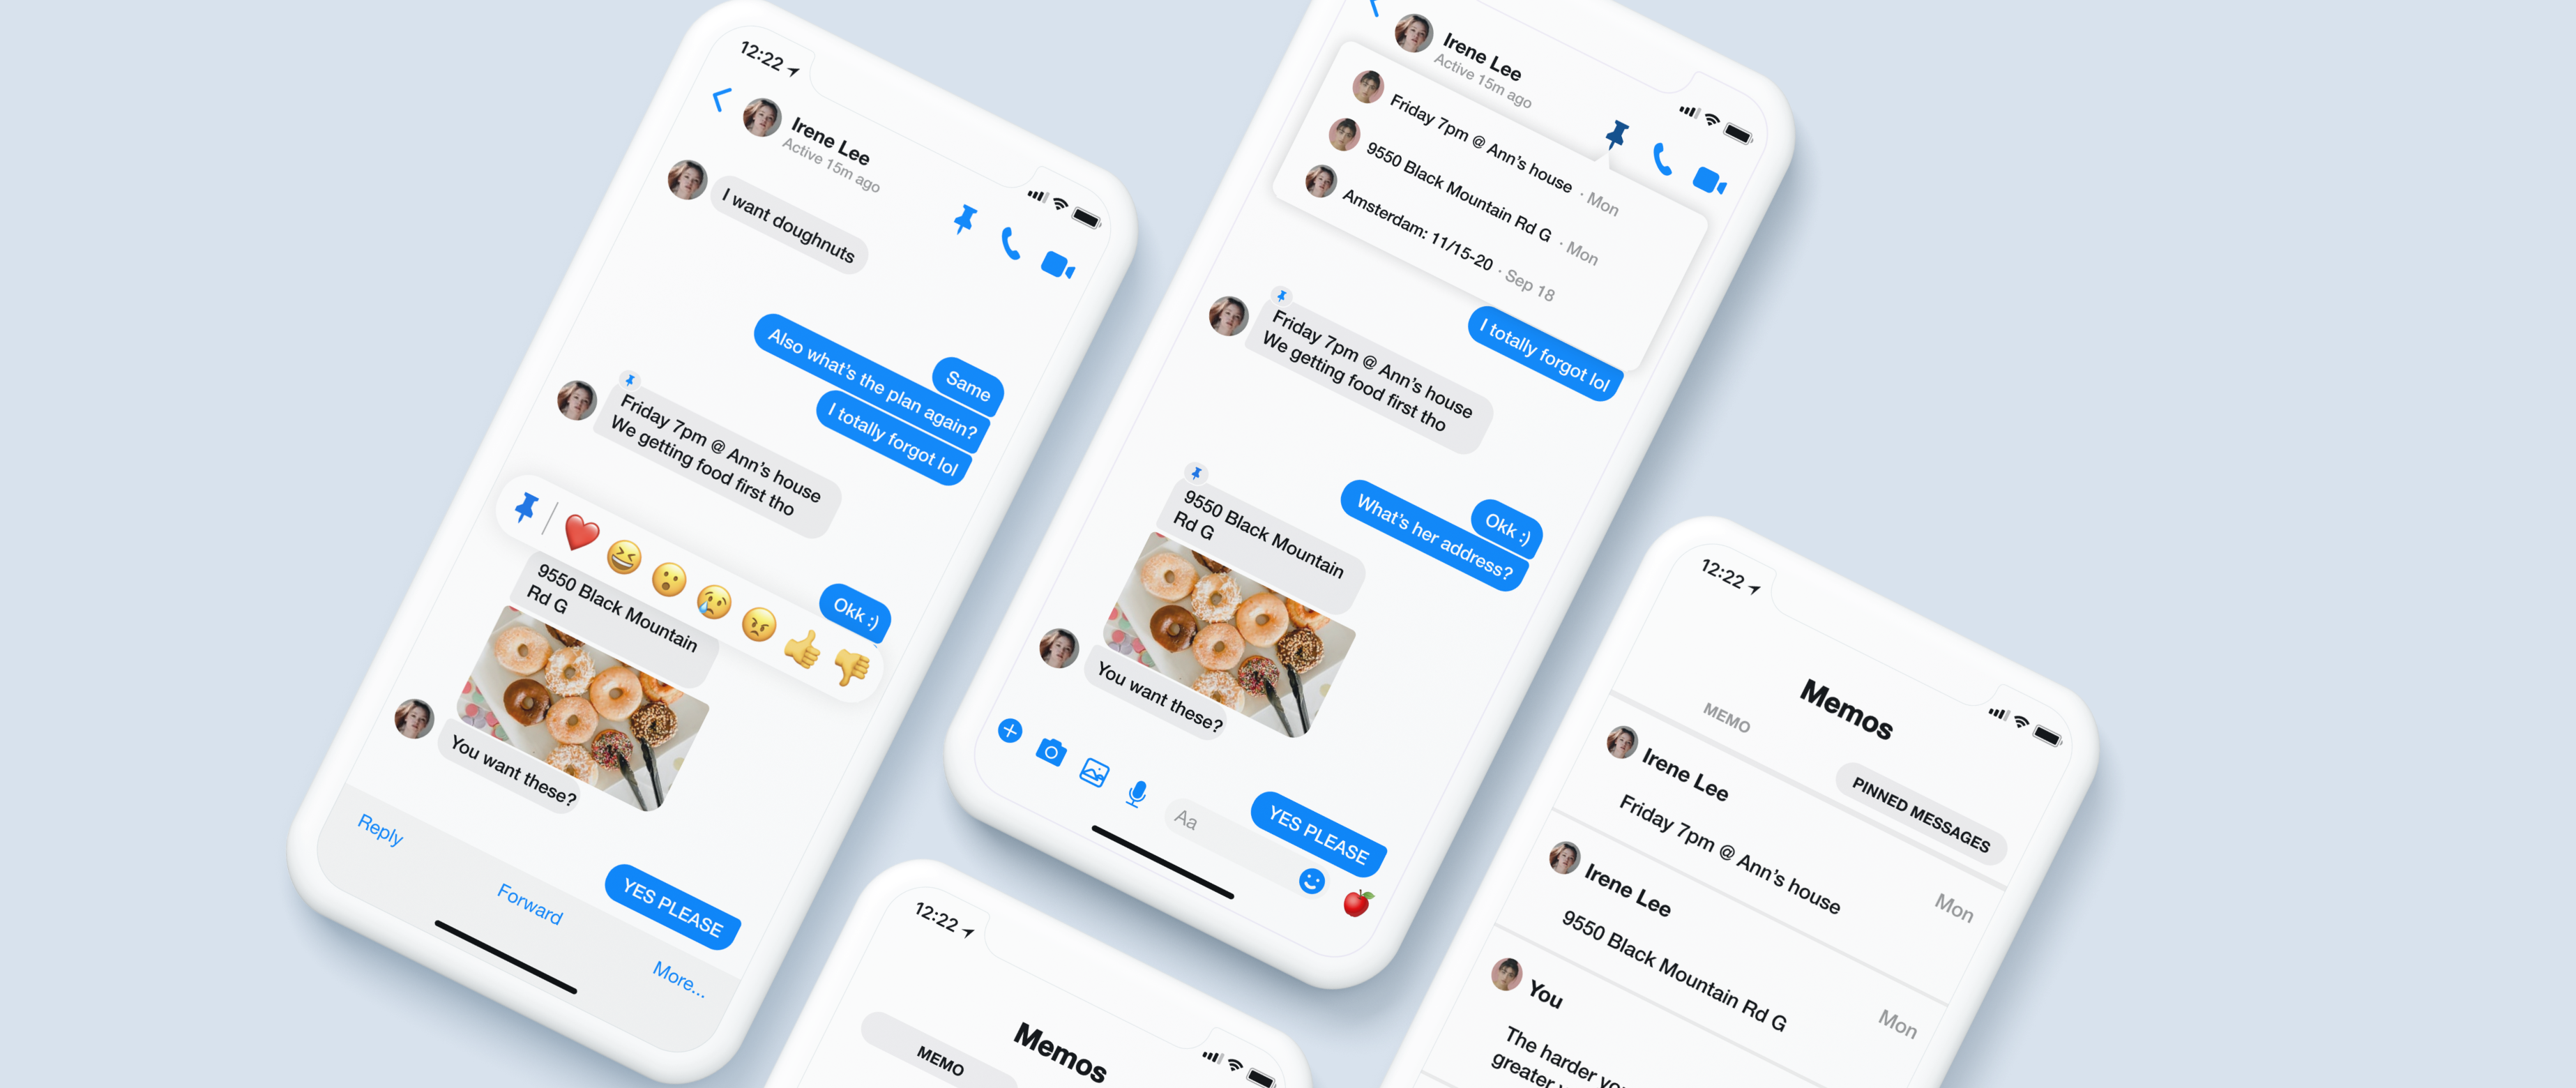 12:22
Irene Lee
Active 15m ago
I want doughnuts
Same
Also what's the plan again?
I totally forgot lol
Friday 7pm @ Ann's house
We getting food first tho
Okk :)
9550 Black Mountain
Rd G
You want these?
YES PLEASE
Reply
Forward
More...
Irene Lee
Active 15m ago
Friday 7pm @ Ann's house · Mon
9550 Black Mountain Rd G · Mon
Amsterdam: 11/15-20 · Sep 18
I totally forgot lol
Friday 7pm @ Ann's house
We getting food first tho
Okk :)
What's her address?
9550 Black Mountain
Rd G
You want these?
YES PLEASE
Aa
12:22
Memos
MEMO
12:22
Memos
MEMO
PINNED MESSAGES
Irene Lee
Friday 7pm @ Ann's house
Mon
Irene Lee
9550 Black Mountain Rd G
Mon
You
The harder
greater